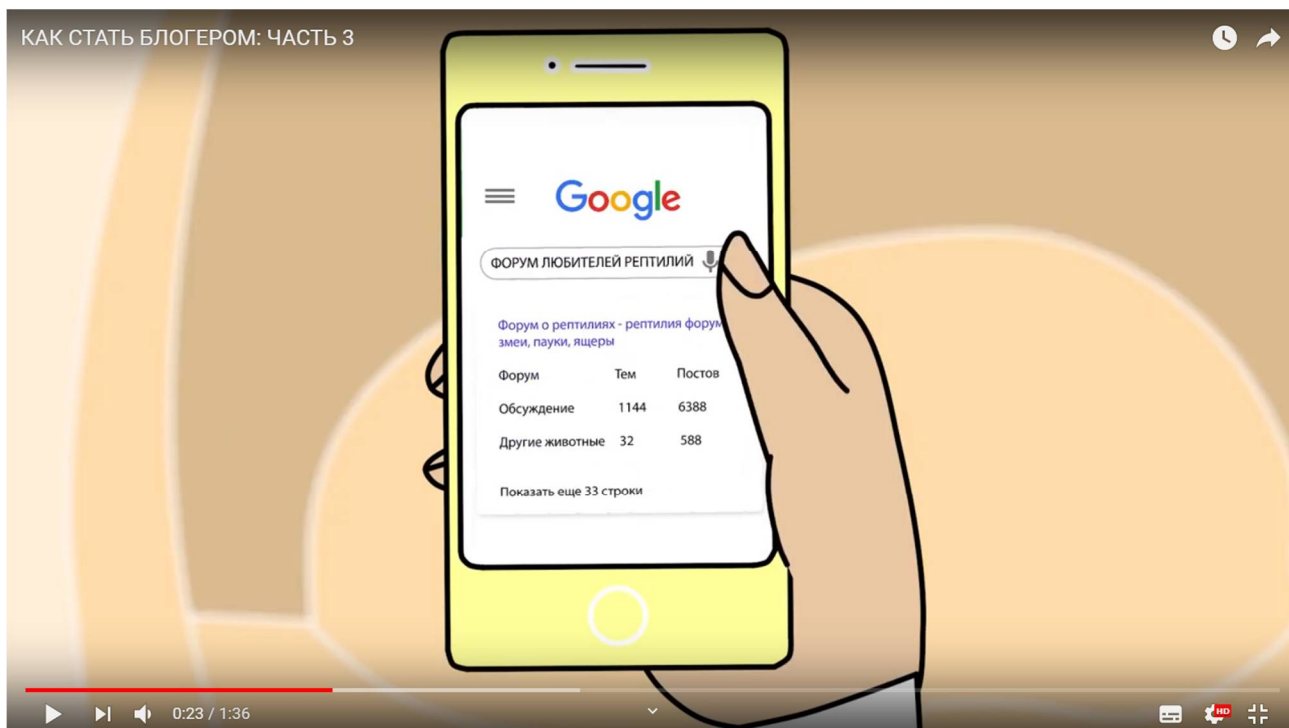 КАК СТАТЬ БЛОГЕРОМ: ЧАСТЬ 3
Google
ФОРУМ ЛЮБИТЕЛЕЙ РЕПТИЛИЙ
Форум о рептилиях - рептилия форум
змеи, пауки, ящеры
Форум Тем Постов
Обсуждение 1144 6388
Другие животные 32 588
Показать еще 33 строки
0:23 / 1:36
HD